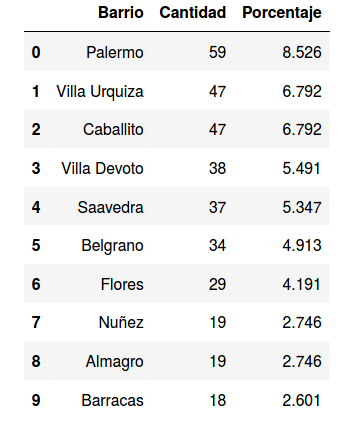 Barrio Cantidad Porcentaje
0 Palermo 59 8.526
1 Villa Urquiza 47 6.792
2 Caballito 47 6.792
3 Villa Devoto 38 5.491
4 Saavedra 37 5.347
5 Belgrano 34 4.913
6 Flores 29 4.191
7 Nuñez 19 2.746
8 Almagro 19 2.746
9 Barracas 18 2.601